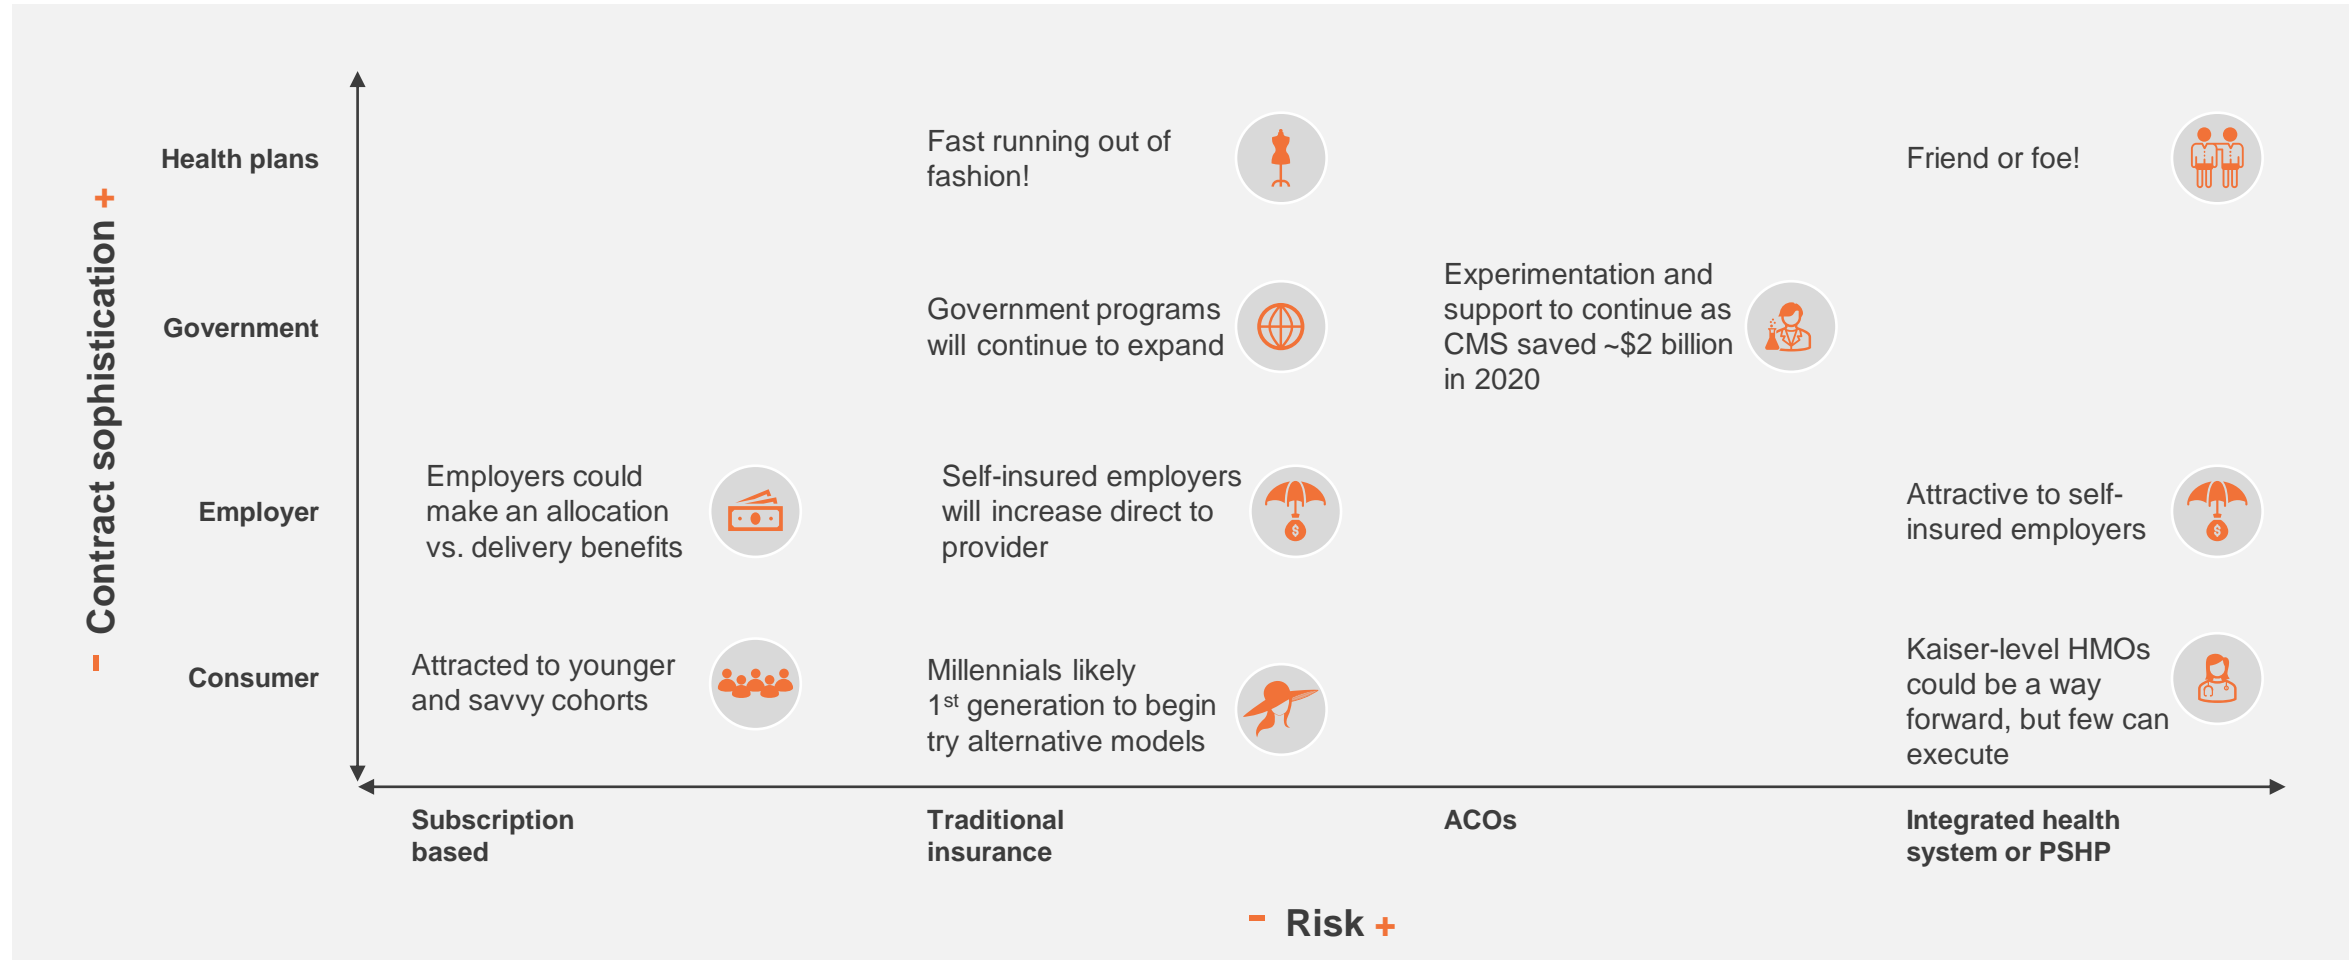 - Contract sophistication +
Health plans
Fast running out of
fashion!
Friend or foe!
Government
Government programs
will continue to expand
Experimentation and
support to continue as
CMS saved ~$2 billion
in 2020
Employer
Employers could
make an allocation
vs. delivery benefits
Self-insured employers
will increase direct to
provider
Attractive to self-
insured employers
Consumer
Attracted to younger
and savvy cohorts
Millennials likely
1st generation to begin
try alternative models
Kaiser-level HMOs
could be a way
forward, but few can
execute
Subscription
based
Traditional
insurance
ACOs
Integrated health
system or PSHP
- Risk +